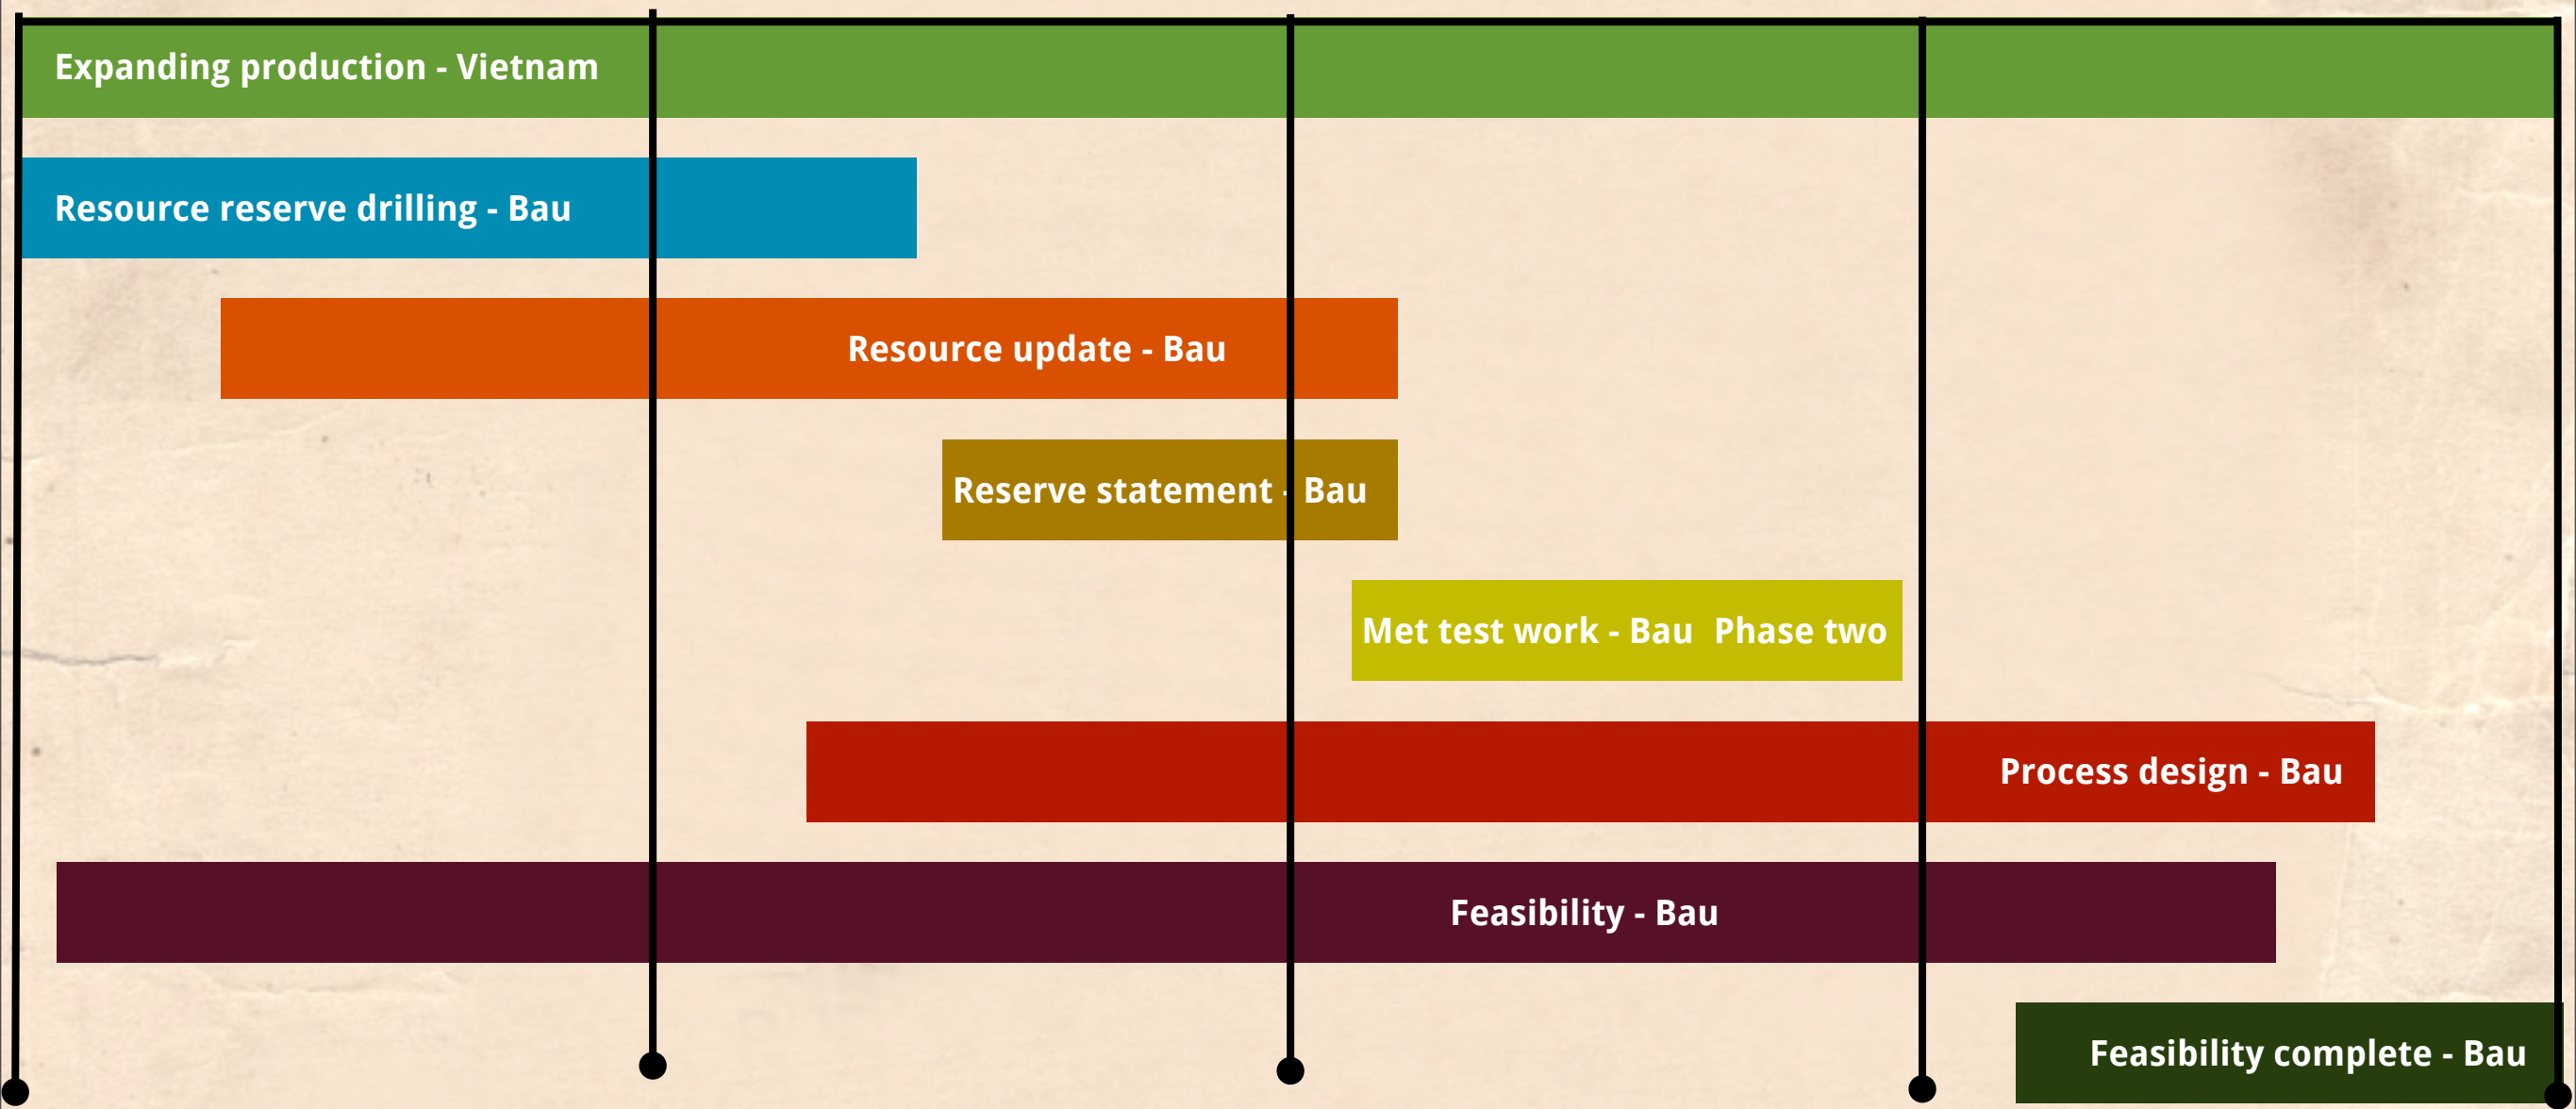 Expanding production - Vietnam
Resource reserve drilling - Bau
Resource update - Bau
Reserve statement - Bau
Met test work - Bau  Phase two
Process design - Bau
Feasibility - Bau
Feasibility complete - Bau